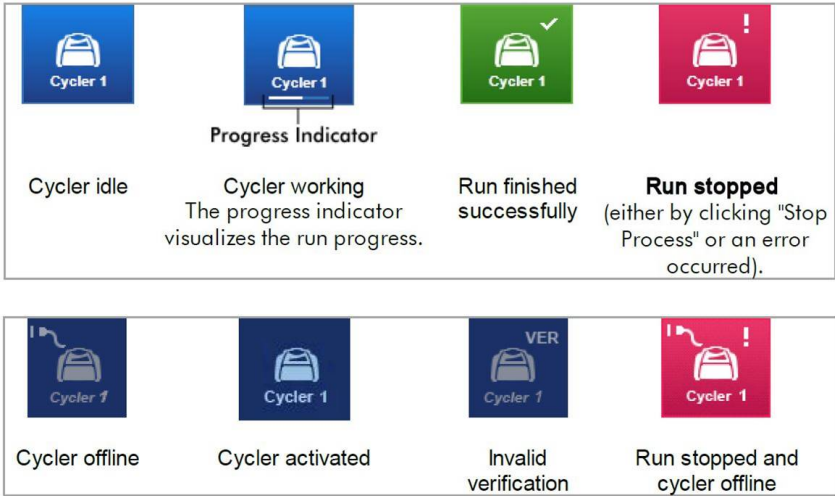 Cycler 1
Cycler 1
Cycler 1
Cycler 1
Progress Indicator
Cycler idle
Cycler working
The progress indicator
visualizes the run progress.
Run finished
successfully
Run stopped
(either by clicking "Stop
Process" or an error
occurred).
VER
Cycler 1
Cycler 1
Cycler 1
Cycler 1
Cycler offline
Cycler activated
Invalid
verification
Run stopped and
cycler offline